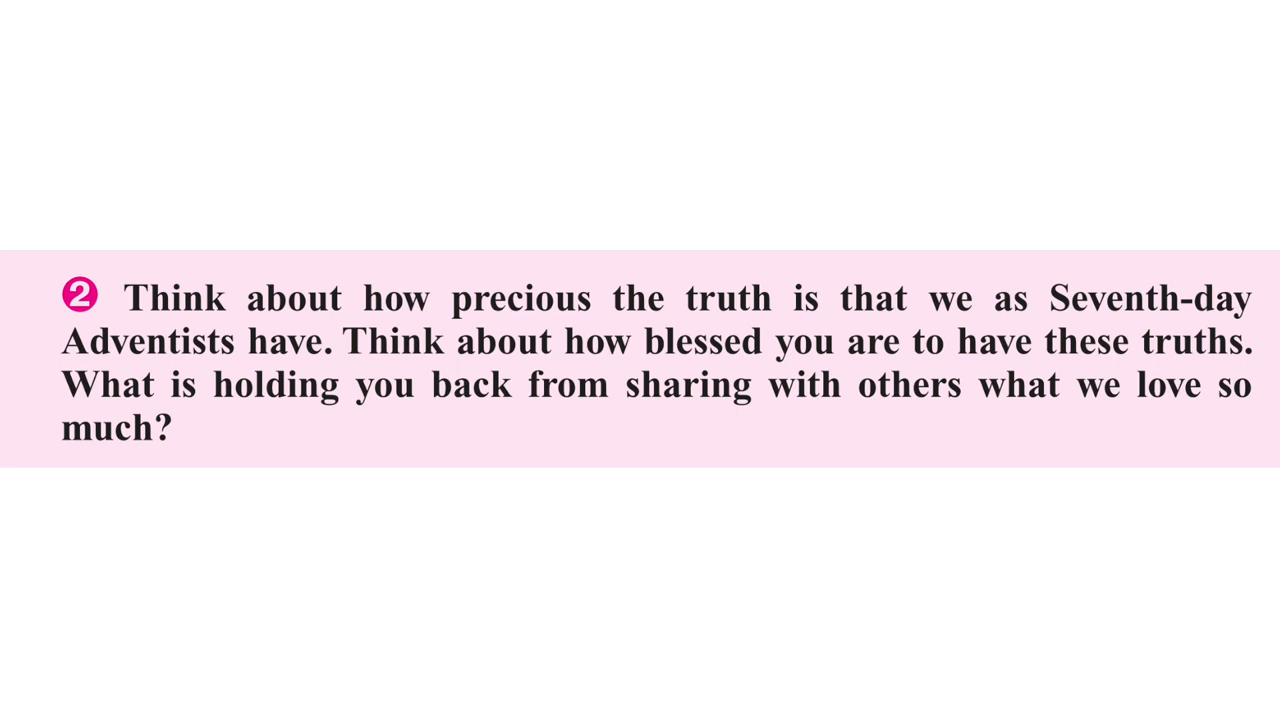 ❷ Think about how precious the truth is that we as Seventh-day
Adventists have. Think about how blessed you are to have these truths.
What is holding you back from sharing with others what we love so
much?